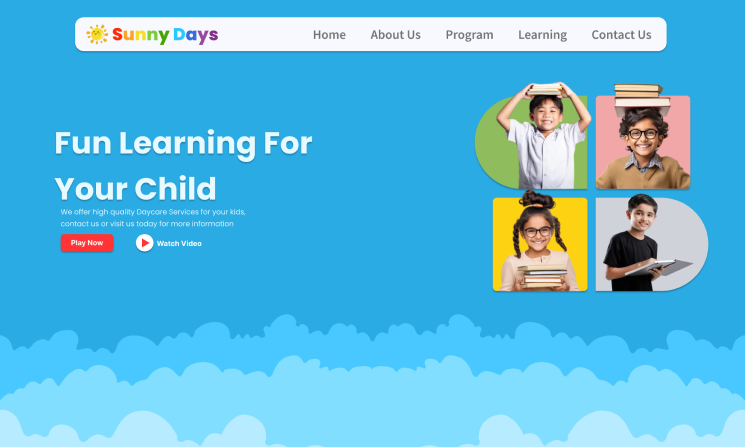 Sunny Days
Home
About Us
Program
Learning
Contact Us
Fun Learning For
Your Child
We offer high quality Daycare Services for your kids,
contact us or visit us today for more information
Play Now
Watch Video